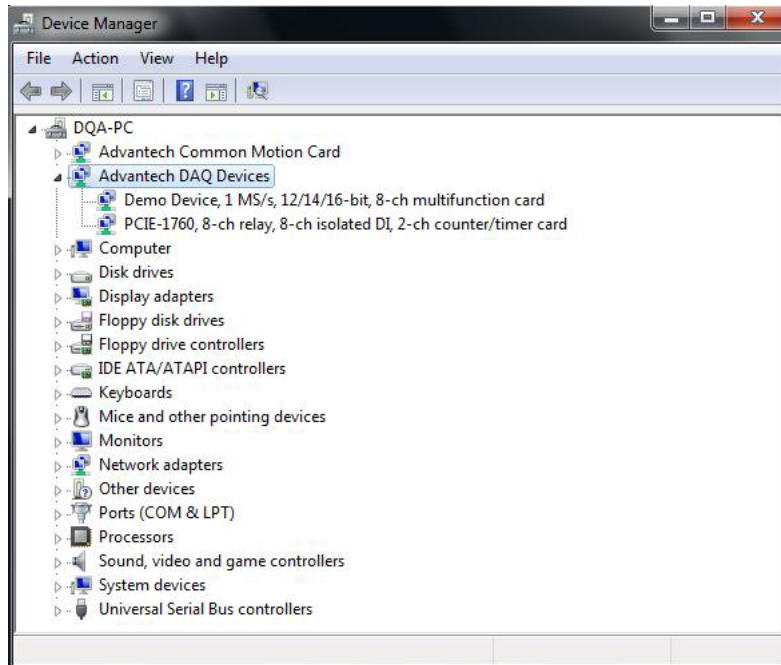 Device Manager
File Action View Help
DQA-PC
Advantech Common Motion Card
Advantech DAQ Devices
Demo Device, 1 MS/s, 12/14/16-bit, 8-ch multifunction card
PCIE-1760, 8-ch relay, 8-ch isolated DI, 2-ch counter/timer card
Computer
Disk drives
Display adapters
Floppy disk drives
Floppy drive controllers
IDE ATA/ATAPI controllers
Keyboards
Mice and other pointing devices
Monitors
Network adapters
Other devices
Ports (COM & LPT)
Processors
Sound, video and game controllers
System devices
Universal Serial Bus controllers